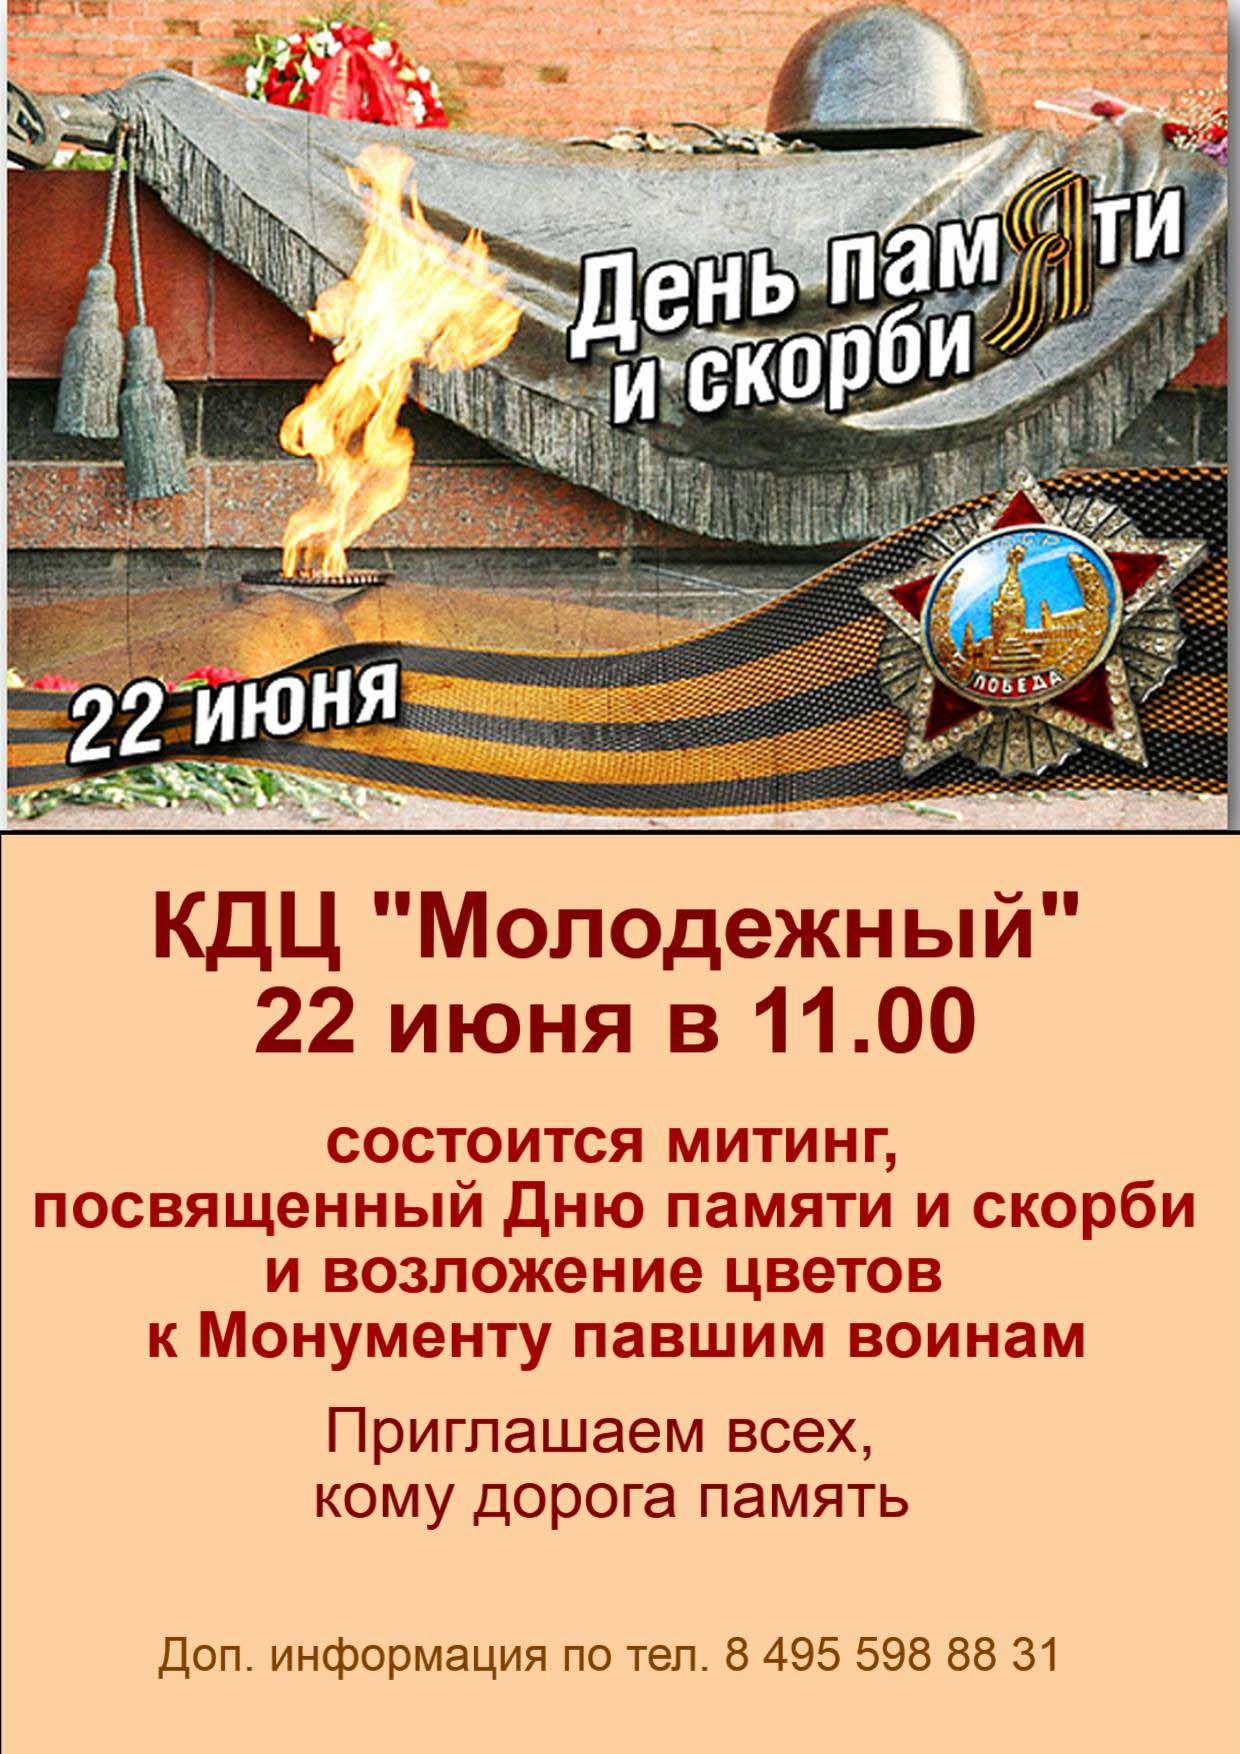 День памяти
и скорби
СССР
ПОБЕДА
22 июня
КДЦ "Молодежный"
22 июня в 11.00
состоится митинг,
посвященный Дню памяти и скорби
и возложение цветов
к Монументу павшим воинам
Приглашаем всех,
кому дорога память
Доп. информация по тел. 8 495 598 88 31